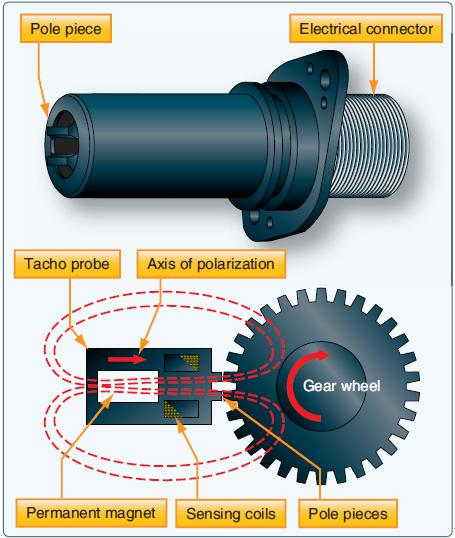 Pole piece
Electrical connector
Tacho probe
Axis of polarization
Gear wheel
Permanent magnet
Sensing coils
Pole pieces